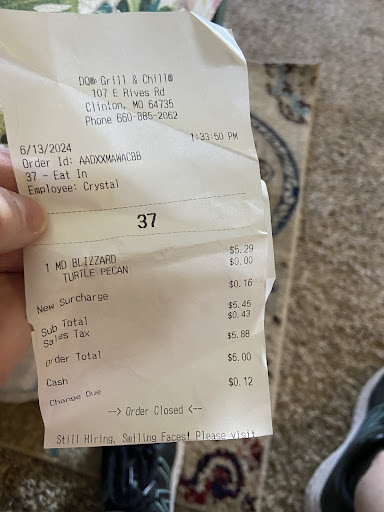 DQ® Grill & Chill®
107 E Rives Rd
Clinton, MO 64735
Phone 660-885-2062
6/13/2024 1:33:50 PM
Order Id: AADXXMAWACBB
37 - Eat In
Employee: Crystal
37
1 MD BLIZZARD $5.29
TURTLE PECAN $0.00
New Surcharge $0.16
Sub Total $5.45
Sales Tax $0.43
Order Total $5.88
Cash $6.00
Change Due $0.12
--> Order Closed <--
Still Hiring, Smiling Faces! Please visit